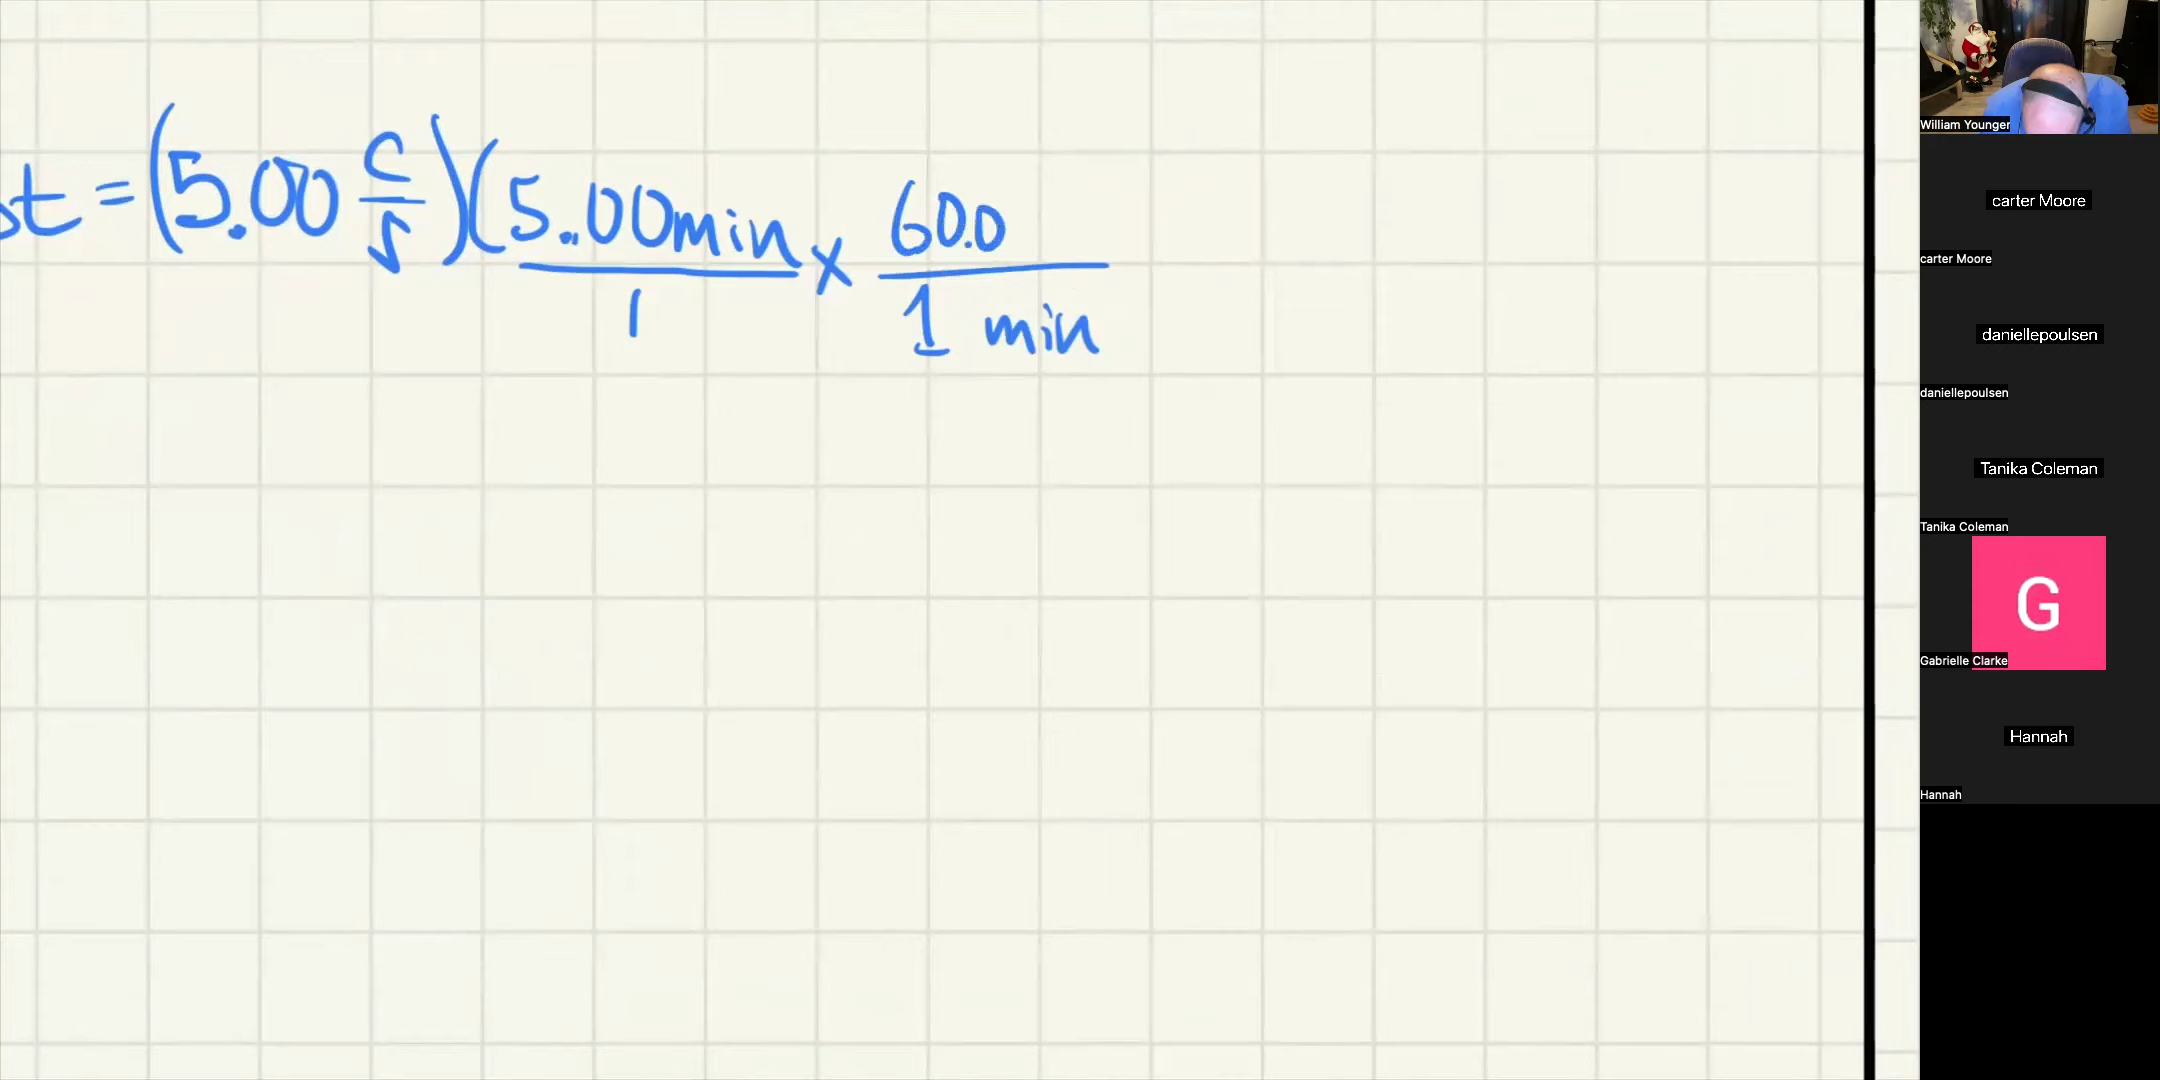 st = (5.00 c/s)(5.00min/1 x 60.0/1 min
William Younger
carter Moore
carter Moore
daniellepoulsen
daniellepoulsen
Tanika Coleman
Tanika Coleman
G
Gabrielle Clarke
Hannah
Hannah